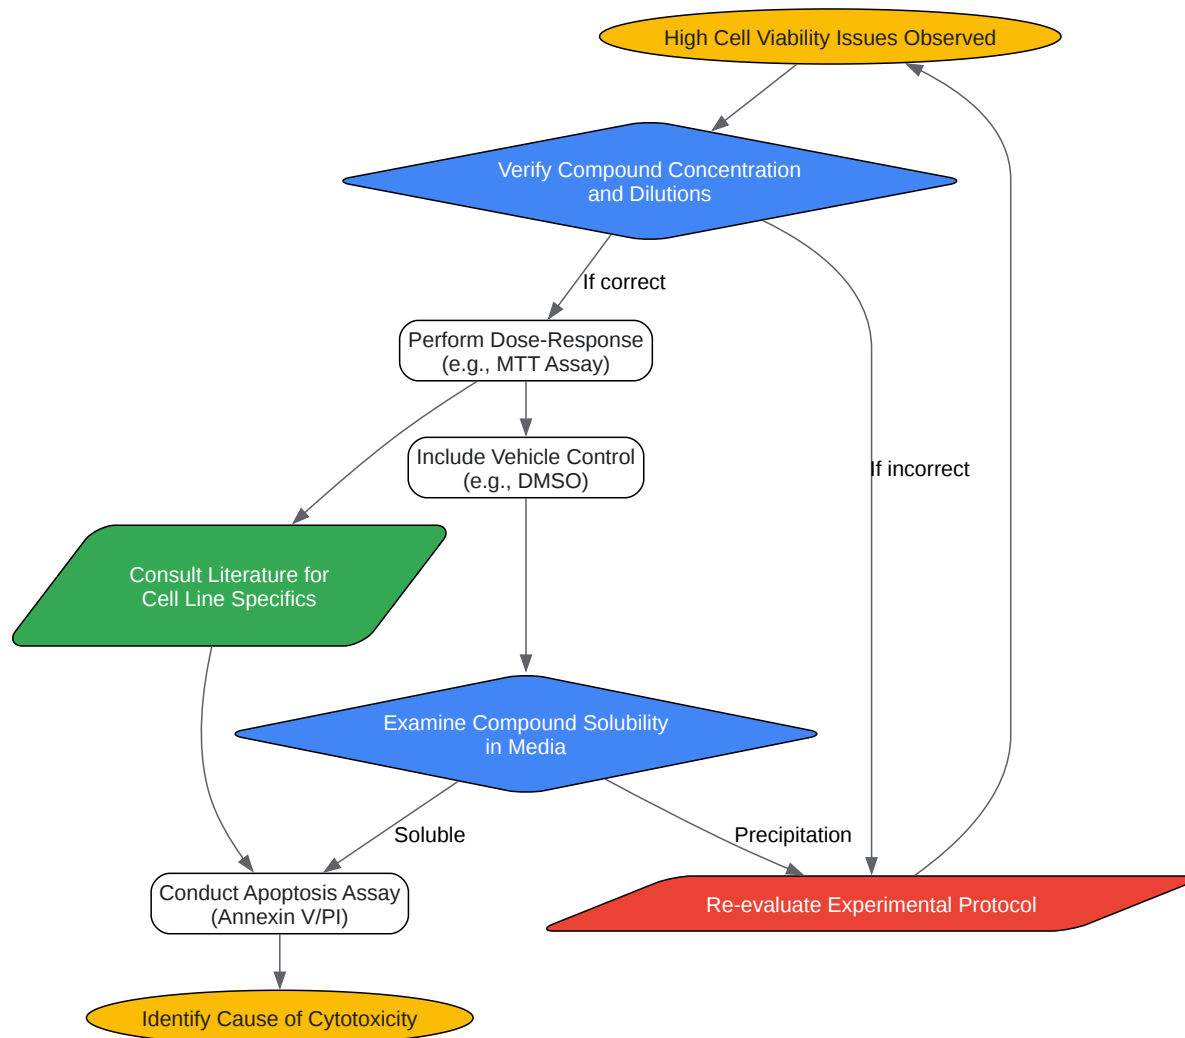 High Cell Viability Issues Observed
Verify Compound Concentration
and Dilutions
If correct
Perform Dose-Response
(e.g., MTT Assay)
Include Vehicle Control
(e.g., DMSO)
If incorrect
Consult Literature for
Cell Line Specifics
Examine Compound Solubility
in Media
Soluble
Precipitation
Conduct Apoptosis Assay
(Annexin V/PI)
Re-evaluate Experimental Protocol
Identify Cause of Cytotoxicity